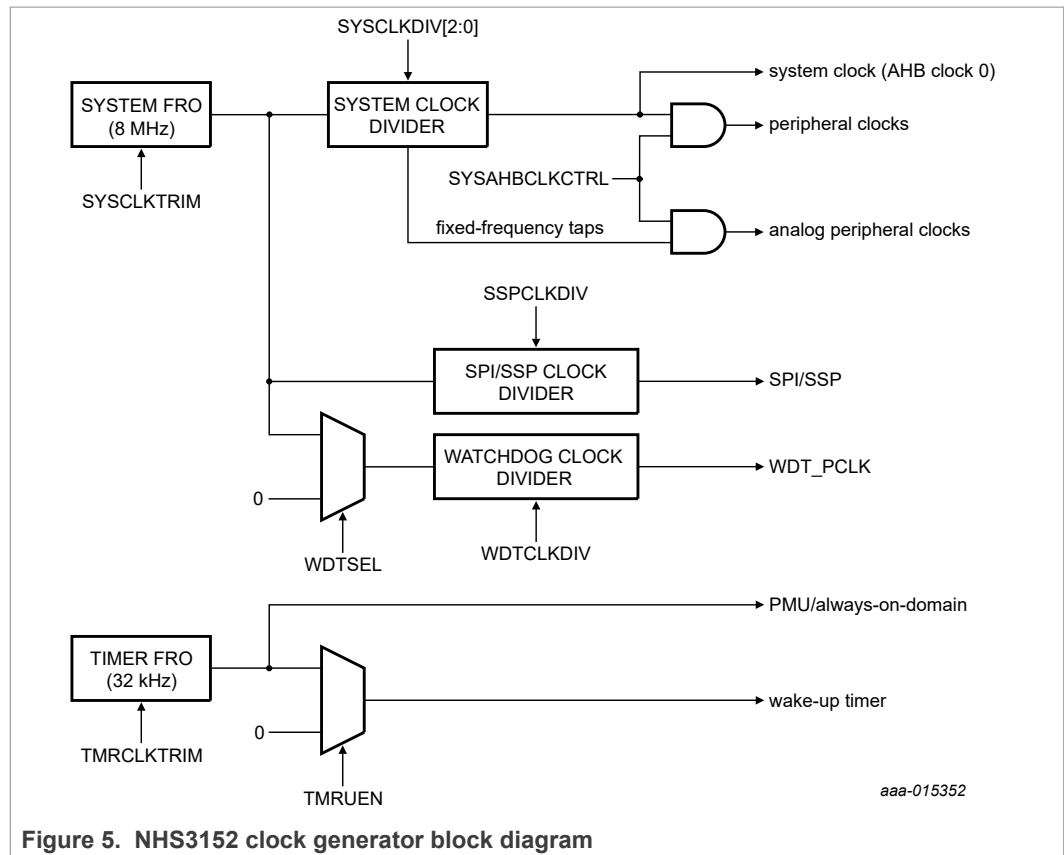 SYSCLKDIV[2:0]
SYSTEM FRO
(8 MHz)
SYSTEM CLOCK
DIVIDER
system clock (AHB clock 0)
peripheral clocks
SYSCLKTRIM
SYSAHBCLKCTRL
fixed-frequency taps
analog peripheral clocks
SSPCLKDIV
SPI/SSP CLOCK
DIVIDER
SPI/SSP
WATCHDOG CLOCK
DIVIDER
WDT_PCLK
0
WDTSEL
WDTCLKDIV
PMU/always-on-domain
TIMER FRO
(32 kHz)
wake-up timer
0
TMRCLKTRIM
TMRUEN
aaa-015352
Figure 5. NHS3152 clock generator block diagram